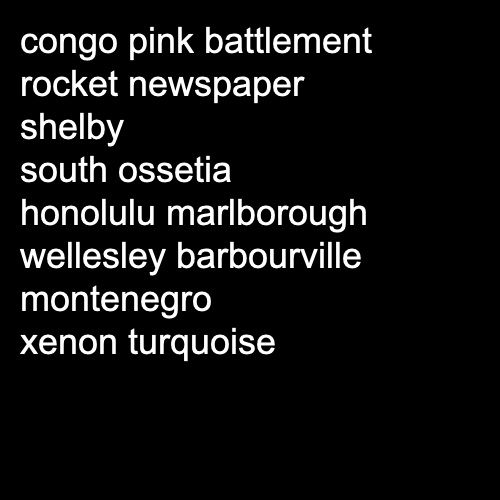 congo pink battlement
rocket newspaper
shelby
south ossetia
honolulu marlborough
wellesley barbourville
montenegro
xenon turquoise